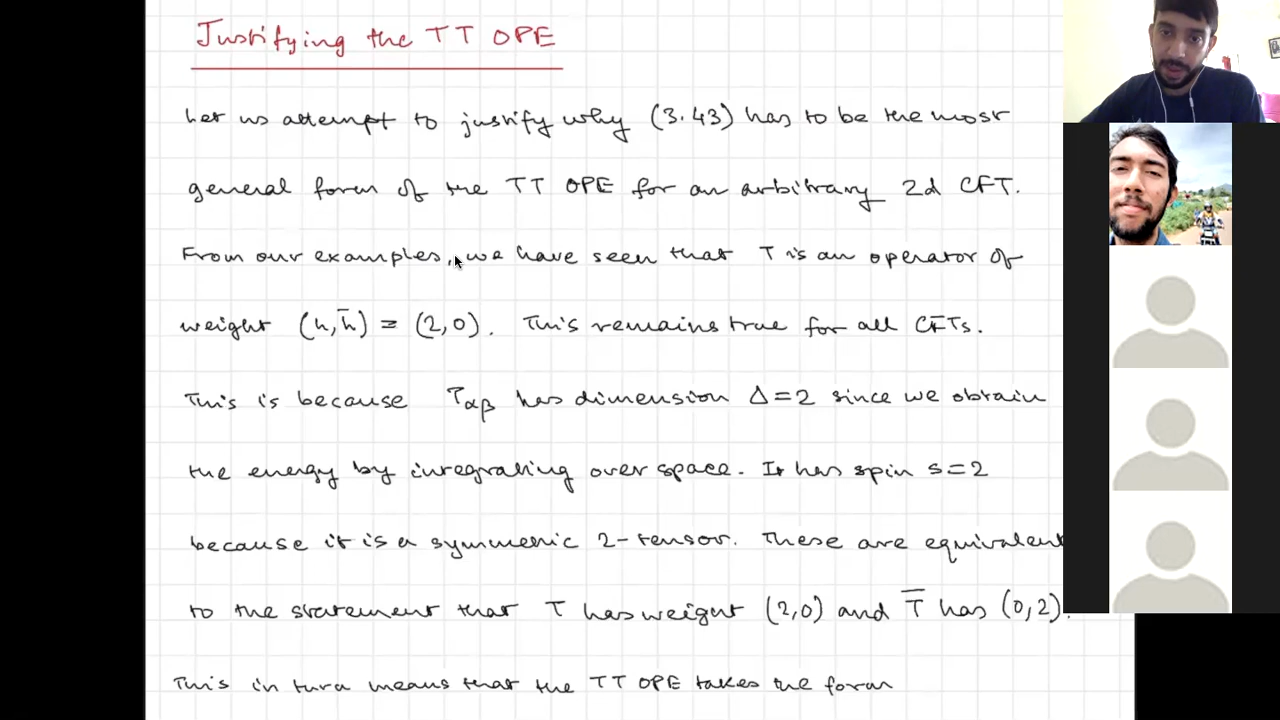 Justifying the TT OPE
Let us attempt to justify why (3.43) has to be the most
general form of the TT OPE for an arbitrary 2d CFT.
From our examples, we have seen that T is an operator of
weight (h, h̄) = (2,0). This remains true for all CFTs.
This is because T_αβ has dimension Δ=2 since we obtain
the energy by integrating over space. It has spin s=2
because it is a symmetric 2-tensor. These are equivalent
to the statement that T has weight (2,0) and T̄ has (0,2).
This in turn means that the TT OPE takes the form